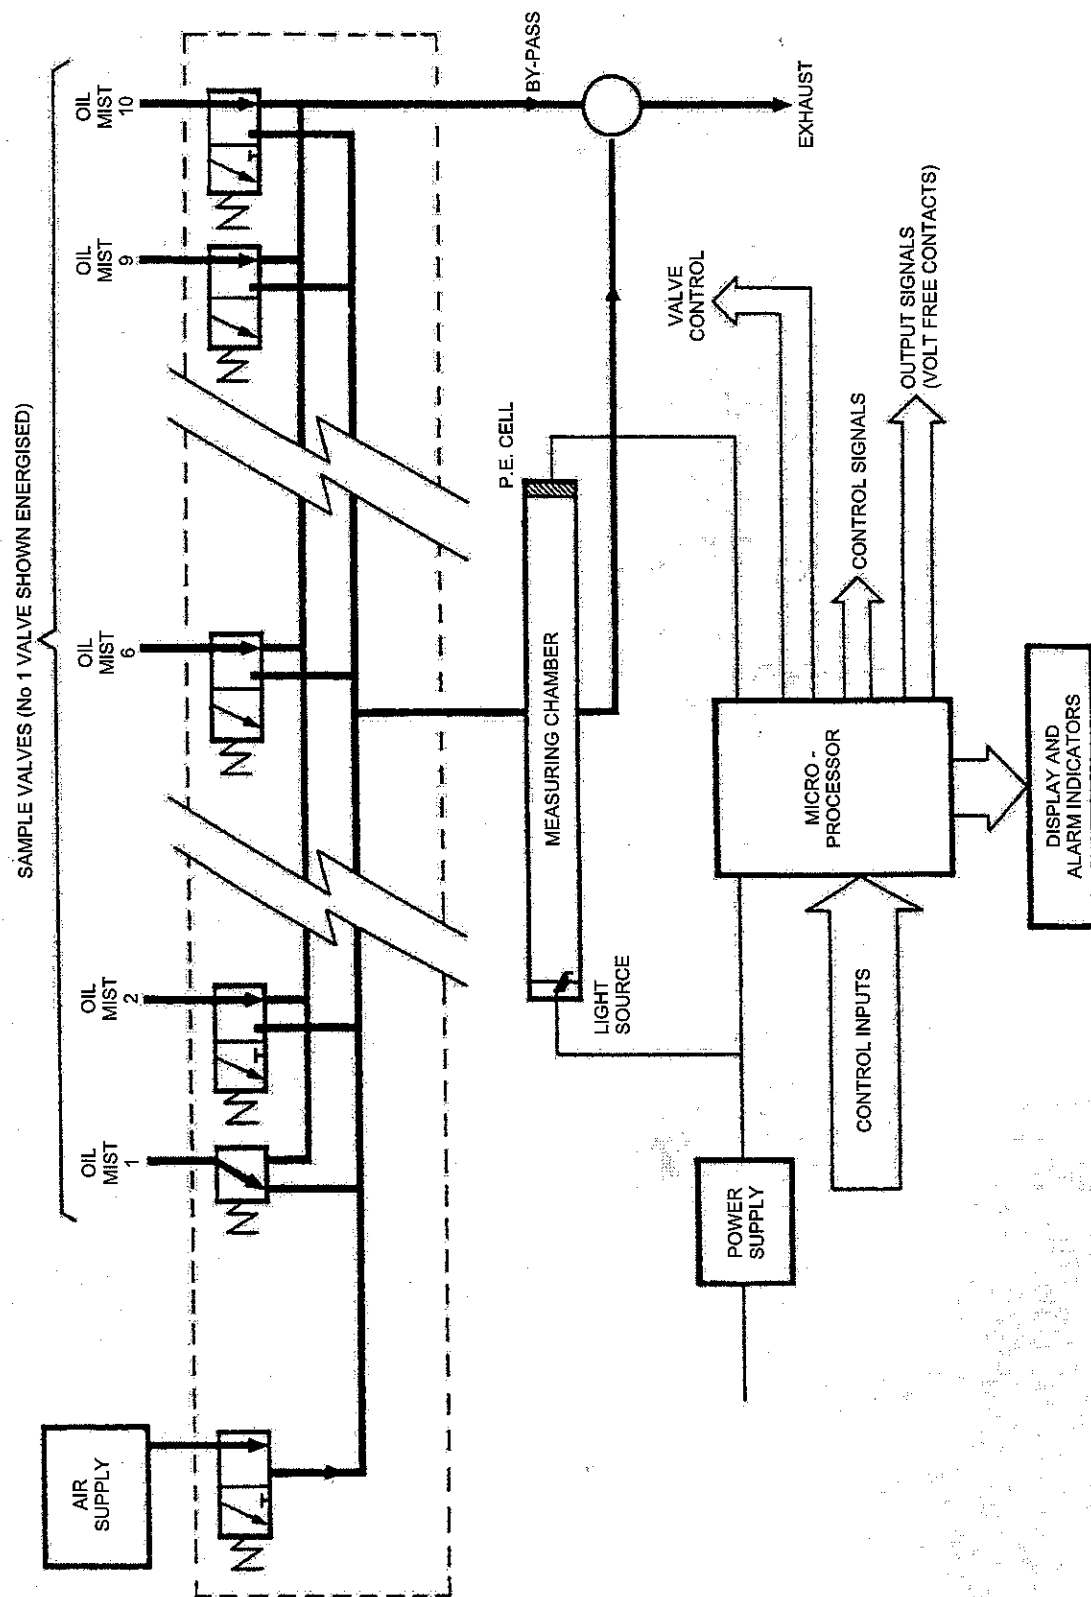 SAMPLE VALVES (No 1 VALVE SHOWN ENERGISED)
AIR
SUPPLY
OIL
MIST
1
OIL
MIST
2
OIL
MIST
6
OIL
MIST
9
OIL
MIST
10
BY-PASS
EXHAUST
LIGHT
SOURCE
MEASURING CHAMBER
P.E. CELL
POWER
SUPPLY
CONTROL INPUTS
MICRO -
PROCESSOR
VALVE
CONTROL
CONTROL SIGNALS
OUTPUT SIGNALS
(VOLT FREE CONTACTS)
DISPLAY AND
ALARM INDICATORS